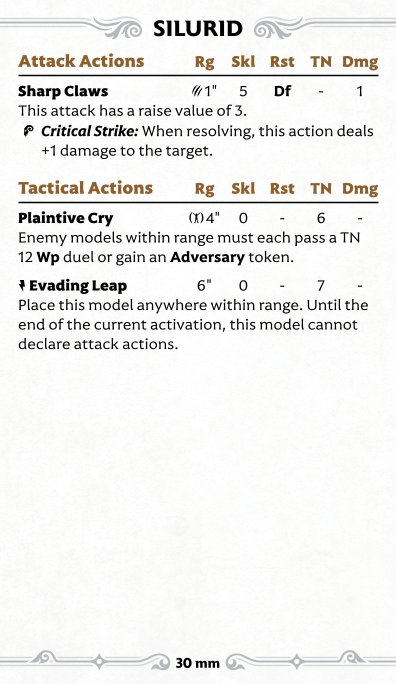 SILURID
Attack Actions Rg Skl Rst TN Dmg
Sharp Claws 1" 5 Df - 1
This attack has a raise value of 3.
Critical Strike: When resolving, this action deals
+1 damage to the target.
Tactical Actions Rg Skl Rst TN Dmg
Plaintive Cry 4" 0 - 6 -
Enemy models within range must each pass a TN
12 Wp duel or gain an Adversary token.
Evading Leap 6" 0 - 7 -
Place this model anywhere within range. Until the
end of the current activation, this model cannot
declare attack actions.
30 mm